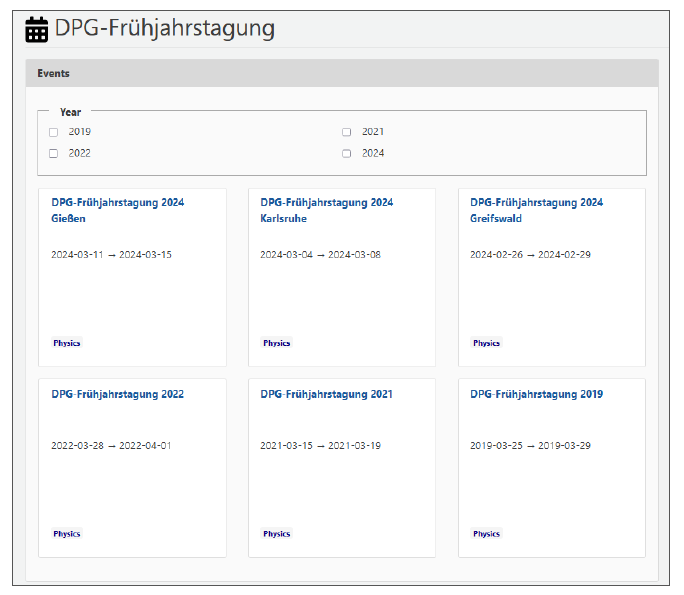 DPG-Frühjahrstagung
Events
Year
2019
2021
2022
2024
DPG-Frühjahrstagung 2024
Gießen
2024-03-11 → 2024-03-15
Physics
DPG-Frühjahrstagung 2024
Karlsruhe
2024-03-04 → 2024-03-08
Physics
DPG-Frühjahrstagung 2024
Greifswald
2024-02-26 → 2024-02-29
Physics
DPG-Frühjahrstagung 2022
2022-03-28 → 2022-04-01
Physics
DPG-Frühjahrstagung 2021
2021-03-15 → 2021-03-19
Physics
DPG-Frühjahrstagung 2019
2019-03-25 → 2019-03-29
Physics